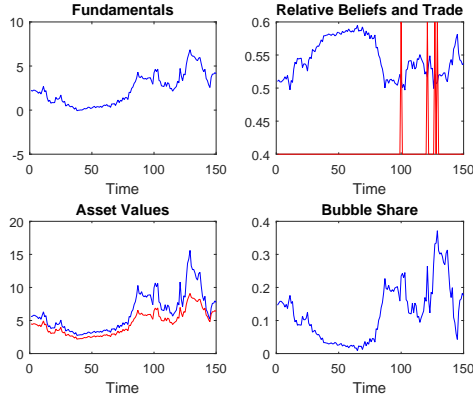 Fundamentals
10
5
0
-5
0 50 100 150
Time
Relative Beliefs and Trade
0.6
0.55
0.5
0.45
0.4
0 50 100 150
Time
Asset Values
20
15
10
5
0
0 50 100 150
Time
Bubble Share
0.4
0.3
0.2
0.1
0
0 50 100 150
Time